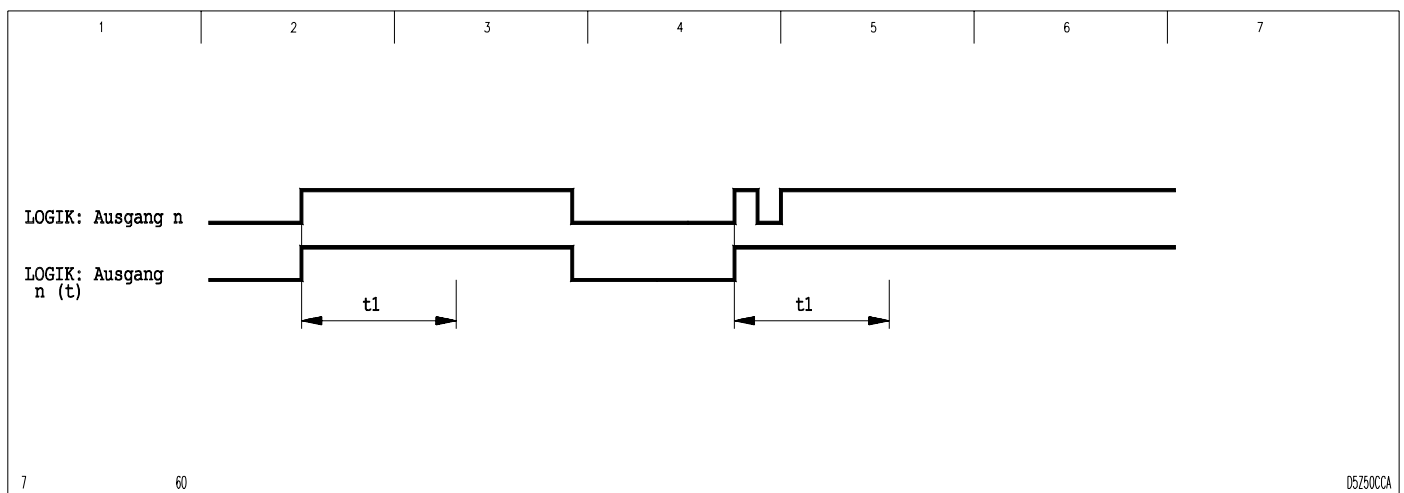 1 2 3 4 5 6 7
LOGIK: Ausgang n
LOGIK: Ausgang
n (t)
t1 t1
7 60 D5Z50CCA